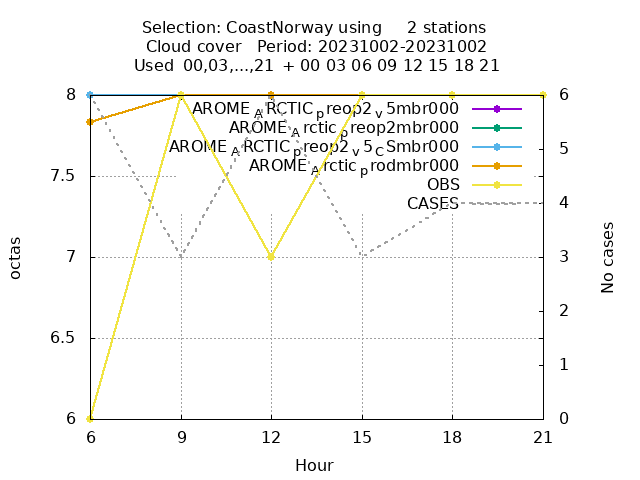 Selection: CoastNorway using     2 stations
Cloud cover   Period: 20231002-20231002
Used  00,03,...,21  + 00 03 06 09 12 15 18 21
8
7.5
7
6.5
6
6
5
4
3
2
1
0
AROME_ARCTIC_preop2_v5mbr000
AROME_Arctic_preop2mbr000
AROME_ARCTIC_preop2_v5_CSmbr000
AROME_Arctic_prodmbr000
OBS
CASES
octas
No cases
6 9 12 15 18 21
Hour